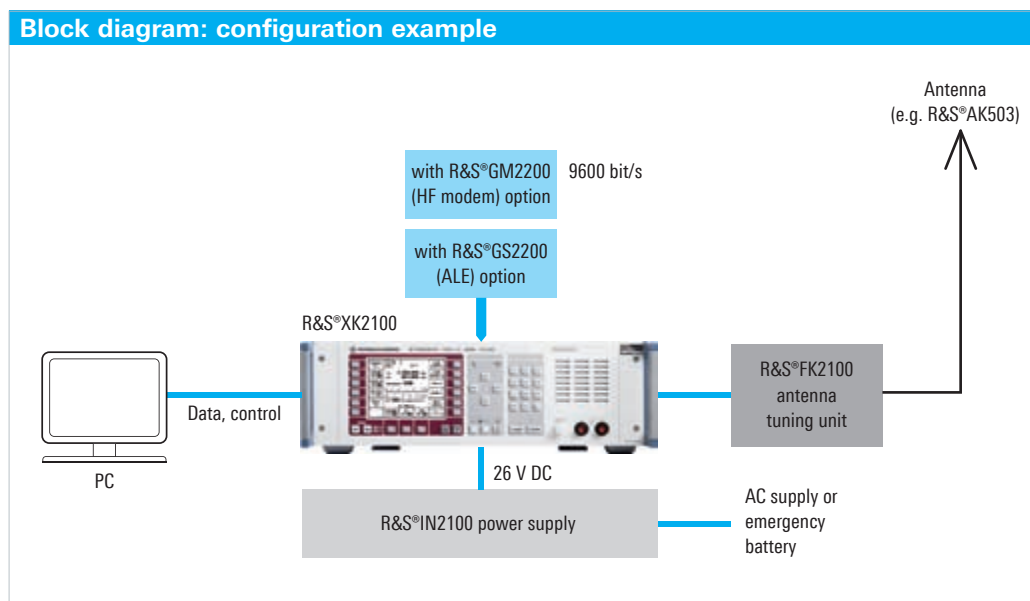 Block diagram: configuration example
Antenna
(e.g. R&S®AK503)
with R&S®GM2200
(HF modem) option
9600 bit/s
with R&S®GS2200
(ALE) option
R&S®XK2100
R&S®FK2100
antenna
tuning unit
Data, control
PC
26 V DC
R&S®IN2100 power supply
AC supply or
emergency
battery